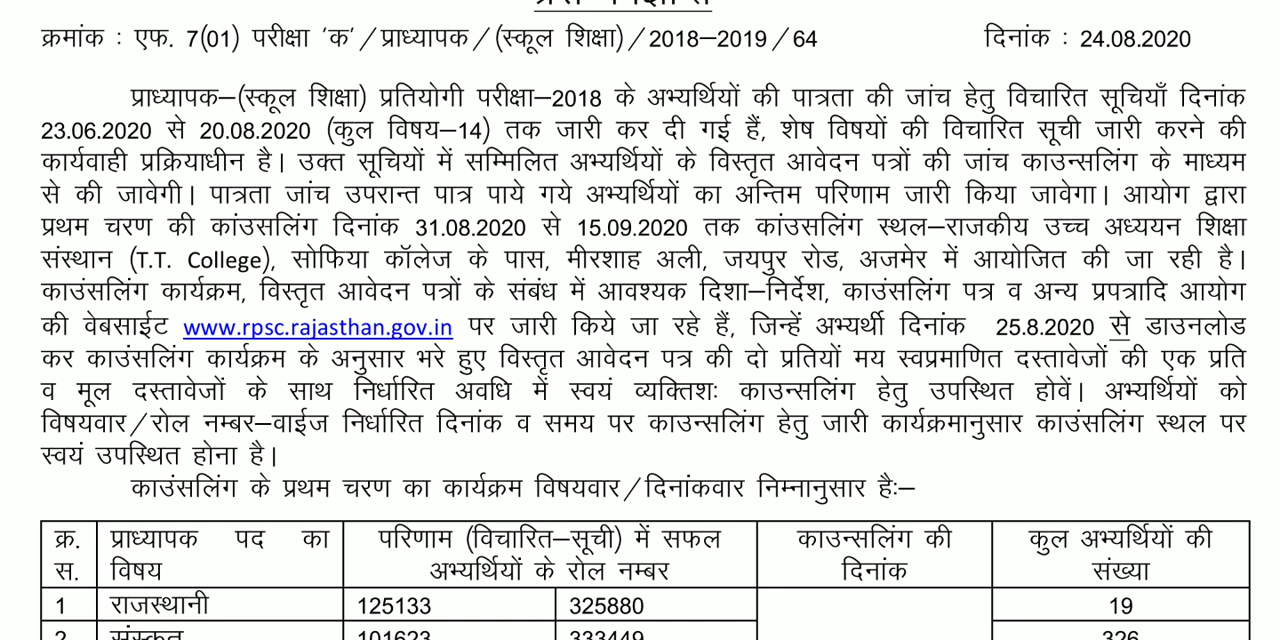 क्रमांक : एफ. 7(01) परीक्षा 'क' / प्राध्यापक / (स्कूल शिक्षा) / 2018–2019 / 64 दिनांक : 24.08.2020
प्राध्यापक–(स्कूल शिक्षा) प्रतियोगी परीक्षा–2018 के अभ्यर्थियों की पात्रता की जांच हेतु विचारित सूचियाँ दिनांक
23.06.2020 से 20.08.2020 (कुल विषय–14) तक जारी कर दी गई हैं, शेष विषयों की विचारित सूची जारी करने की
कार्यवाही प्रक्रियाधीन है। उक्त सूचियों में सम्मिलित अभ्यर्थियों के विस्तृत आवेदन पत्रों की जांच काउन्सलिंग के माध्यम
से की जावेगी। पात्रता जांच उपरान्त पात्र पाये गये अभ्यर्थियों का अन्तिम परिणाम जारी किया जावेगा। आयोग द्वारा
प्रथम चरण की कांउसलिंग दिनांक 31.08.2020 से 15.09.2020 तक कांउसलिंग स्थल–राजकीय उच्च अध्ययन शिक्षा
संस्थान (T.T. College), सोफिया कॉलेज के पास, मीरशाह अली, जयपुर रोड, अजमेर में आयोजित की जा रही है।
काउंसलिंग कार्यक्रम, विस्तृत आवेदन पत्रों के संबंध में आवश्यक दिशा–निर्देश, काउंसलिंग पत्र व अन्य प्रपत्रादि आयोग
की वेबसाईट www.rpsc.rajasthan.gov.in पर जारी किये जा रहे हैं, जिन्हें अभ्यर्थी दिनांक 25.8.2020 से डाउनलोड
कर काउंसलिंग कार्यक्रम के अनुसार भरे हुए विस्तृत आवेदन पत्र की दो प्रतियों मय स्वप्रमाणित दस्तावेजों की एक प्रति
व मूल दस्तावेजों के साथ निर्धारित अवधि में स्वयं व्यक्तिशः काउन्सलिंग हेतु उपस्थित होवें। अभ्यर्थियों को
विषयवार / रोल नम्बर–वाईज निर्धारित दिनांक व समय पर काउन्सलिंग हेतु जारी कार्यक्रमानुसार काउंसलिंग स्थल पर
स्वयं उपस्थित होना है।
काउंसलिंग के प्रथम चरण का कार्यक्रम विषयवार / दिनांकवार निम्नानुसार हैः–
क्र. प्राध्यापक पद का परिणाम (विचारित–सूची) में सफल काउन्सलिंग की कुल अभ्यर्थियों की
स. विषय अभ्यर्थियों के रोल नम्बर दिनांक संख्या
1 राजस्थानी 125133 325880 19
2 संस्कृत 101623 333449 326